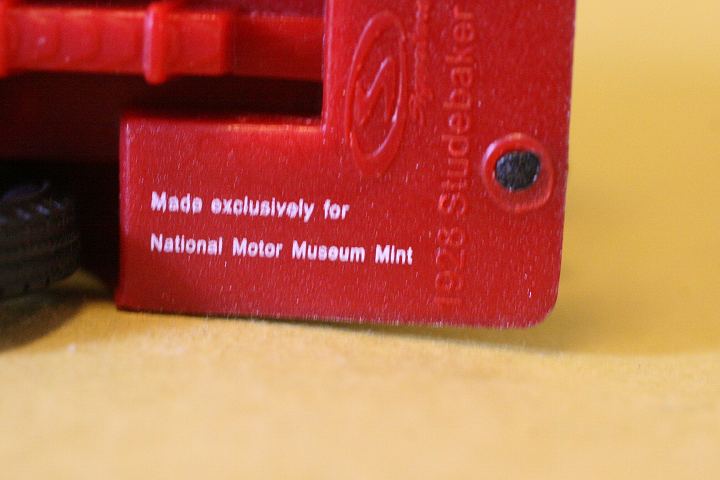 Made exclusively for
National Motor Museum Mint
1928 Studebaker